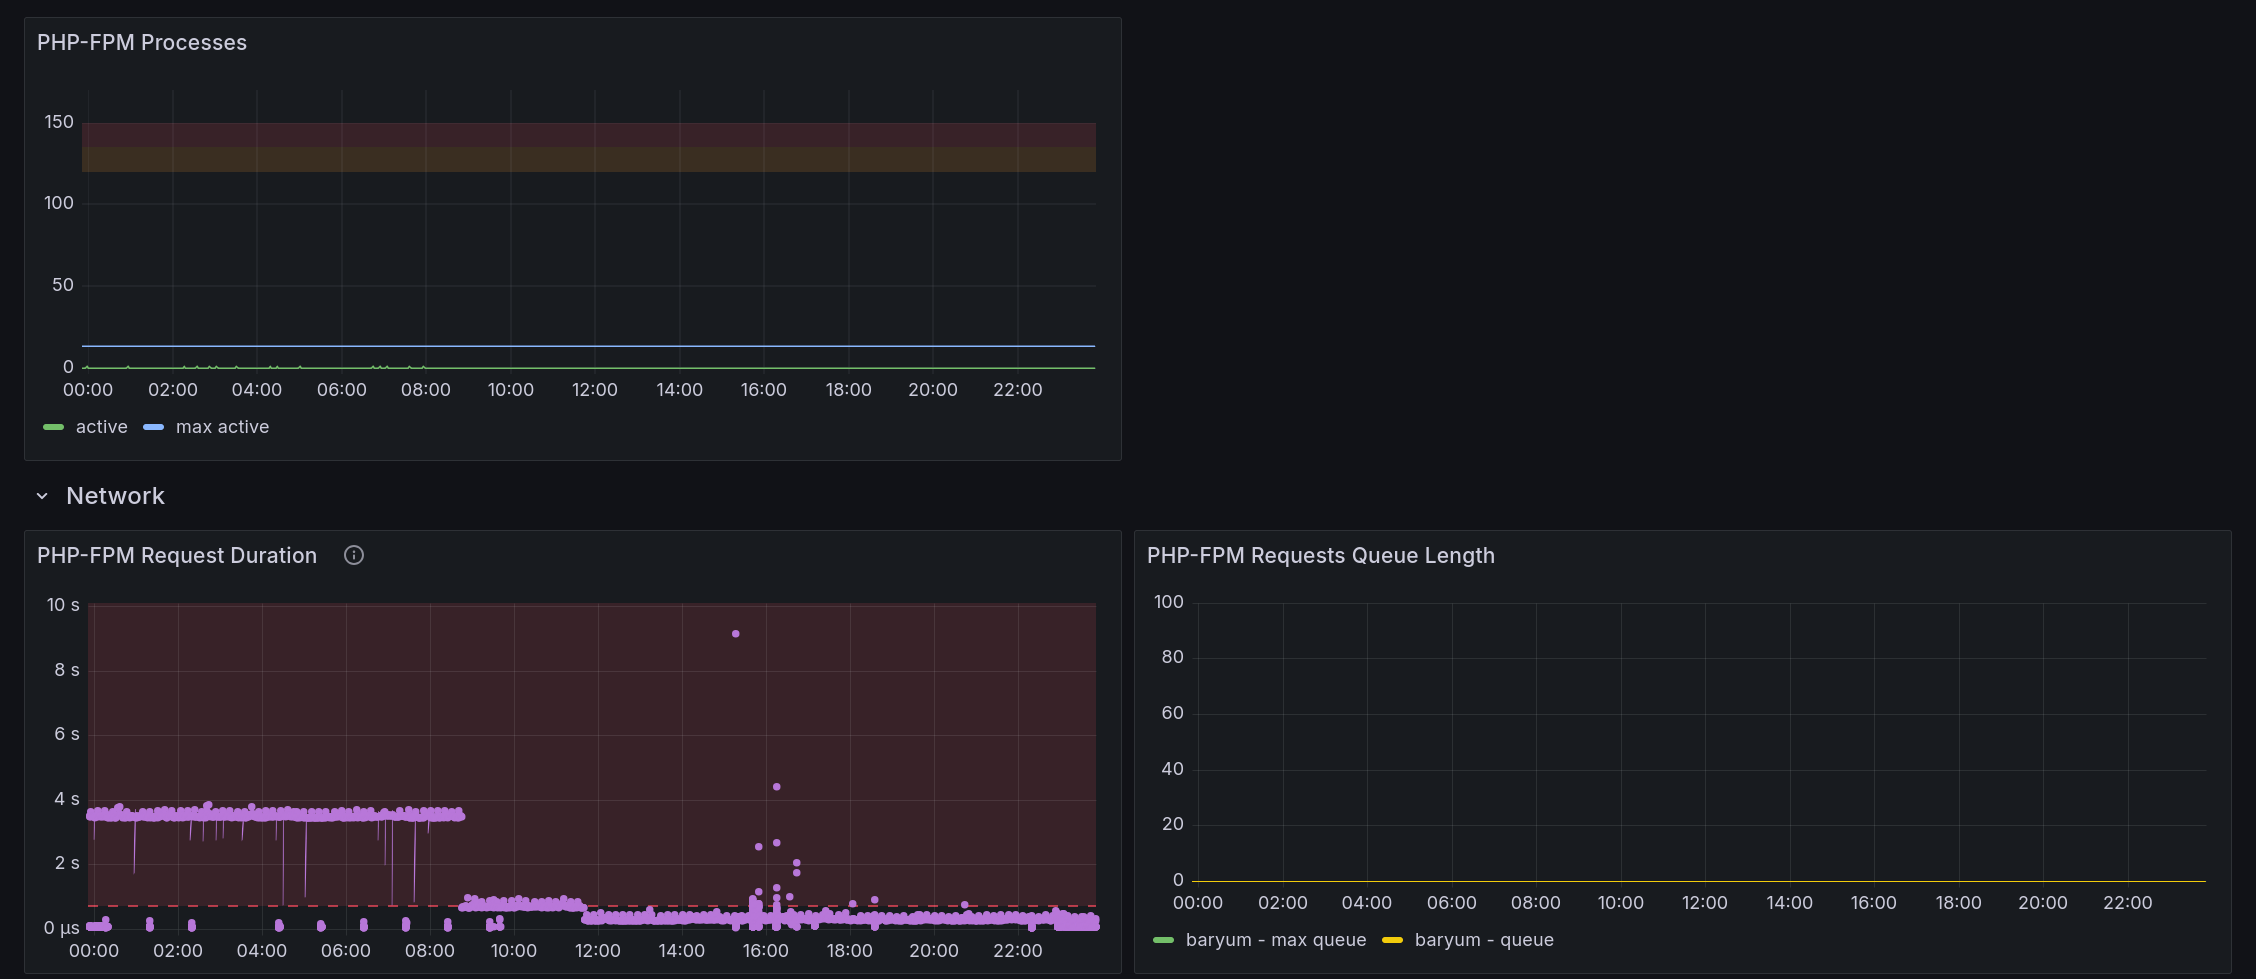 PHP-FPM Processes
150
100
50
0
00:00 02:00 04:00 06:00 08:00 10:00 12:00 14:00 16:00 18:00 20:00 22:00
active max active
Network
PHP-FPM Request Duration
10 s
8 s
6 s
4 s
2 s
0 µs
00:00 02:00 04:00 06:00 08:00 10:00 12:00 14:00 16:00 18:00 20:00 22:00
PHP-FPM Requests Queue Length
100
80
60
40
20
0
00:00 02:00 04:00 06:00 08:00 10:00 12:00 14:00 16:00 18:00 20:00 22:00
baryum - max queue baryum - queue